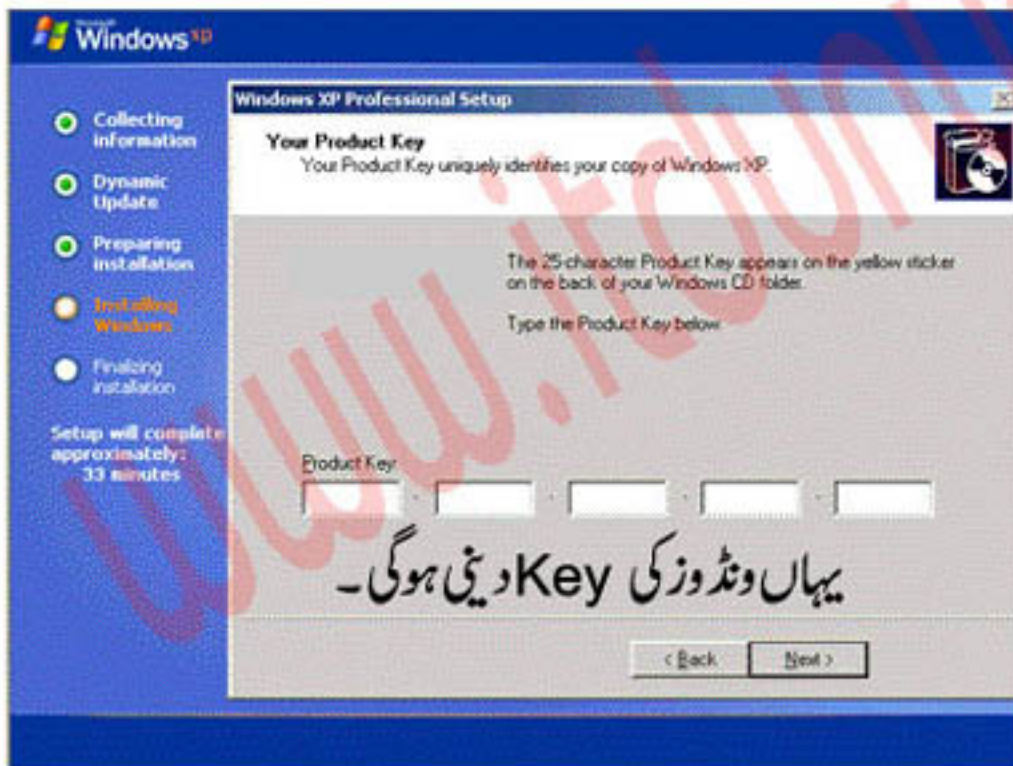 Microsoft
Windows xp
Collecting
information
Dynamic
Update
Preparing
installation
Installing
Windows
Finalizing
installation
Setup will complete
approximately:
33 minutes
Windows XP Professional Setup
Your Product Key
Your Product Key uniquely identifies your copy of Windows XP.
The 25-character Product Key appears on the yellow sticker
on the back of your Windows CD folder.
Type the Product Key below:
Product Key:
یہاں ونڈوز کی Key دینی ہوگی۔
< Back
Next >
www.itdun